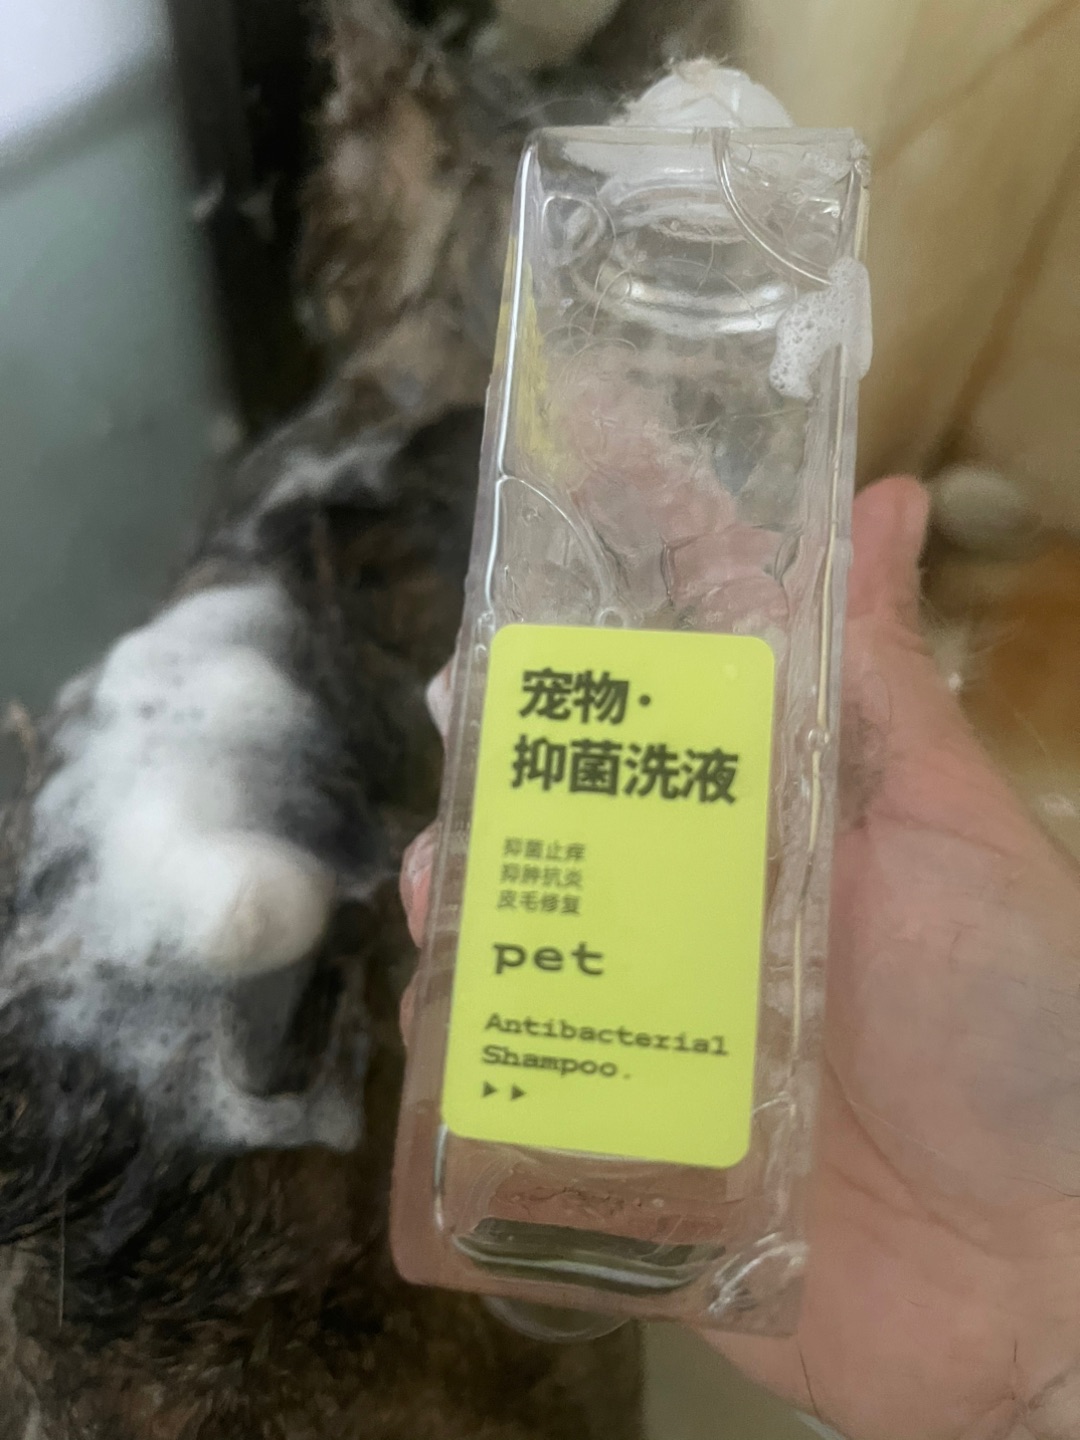 宠物·
抑菌洗液
抑菌止痒
抑肿抗炎
皮毛修复
pet
Antibacterial
Shampoo.